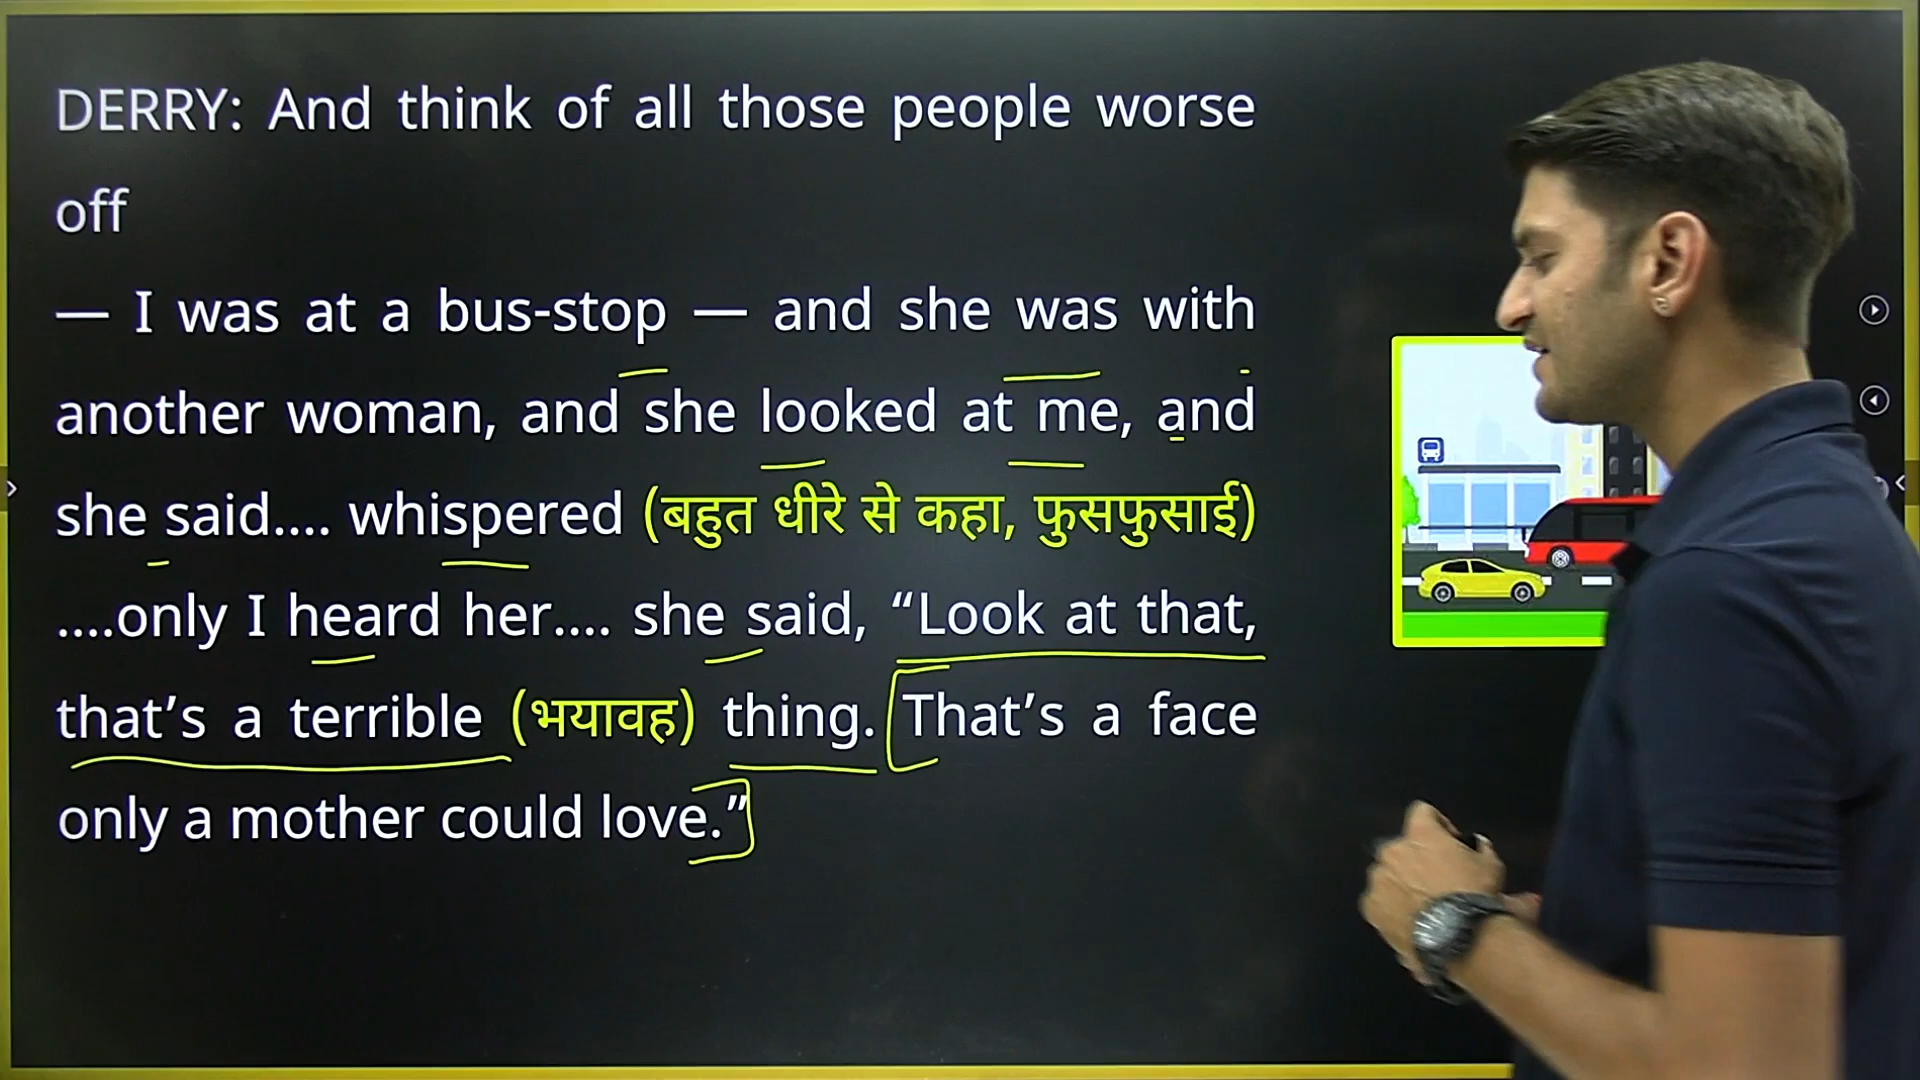 DERRY: And think of all those people worse
off
— I was at a bus-stop — and she was with
another woman, and she looked at me, and
she said.... whispered (बहुत धीरे से कहा, फुसफुसाई)
....only I heard her.... she said, “Look at that,
that’s a terrible (भयावह) thing. That’s a face
only a mother could love.”